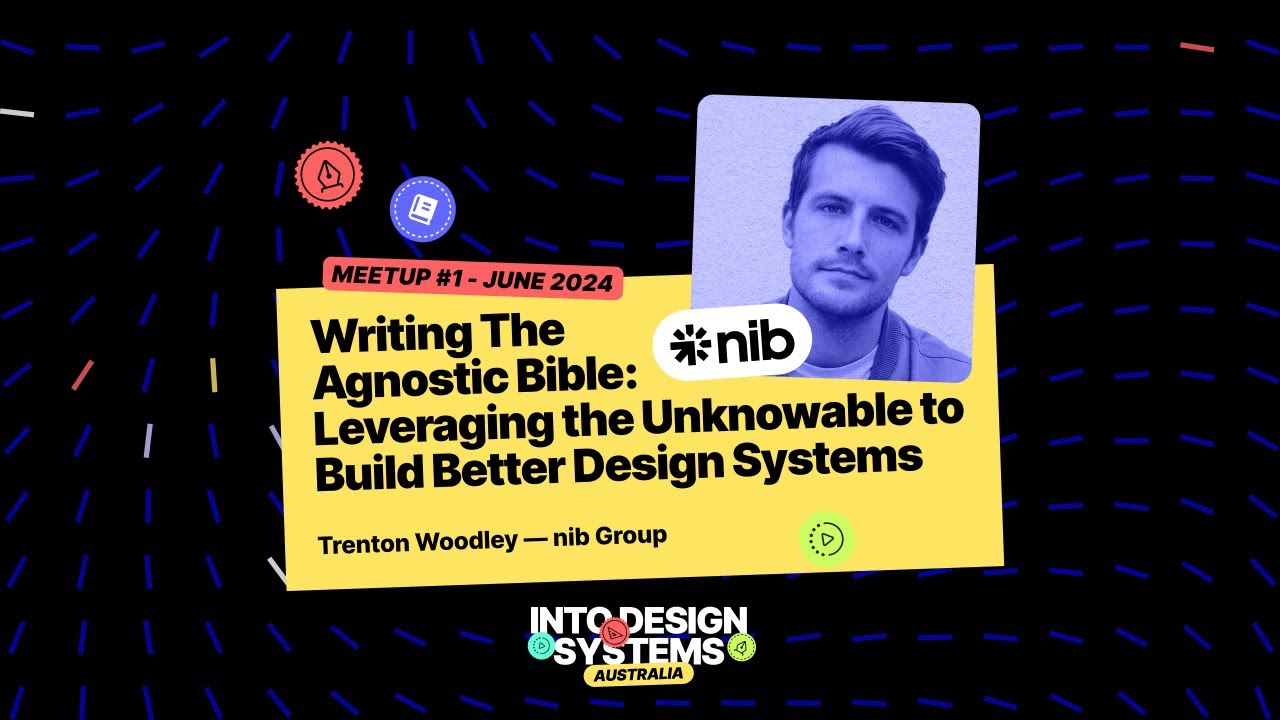 MEETUP #1 - JUNE 2024
Writing The
Agnostic Bible:
Leveraging the Unknowable to
Build Better Design Systems
nib
Trenton Woodley — nib Group
INTO DESIGN
SYSTEMS
AUSTRALIA